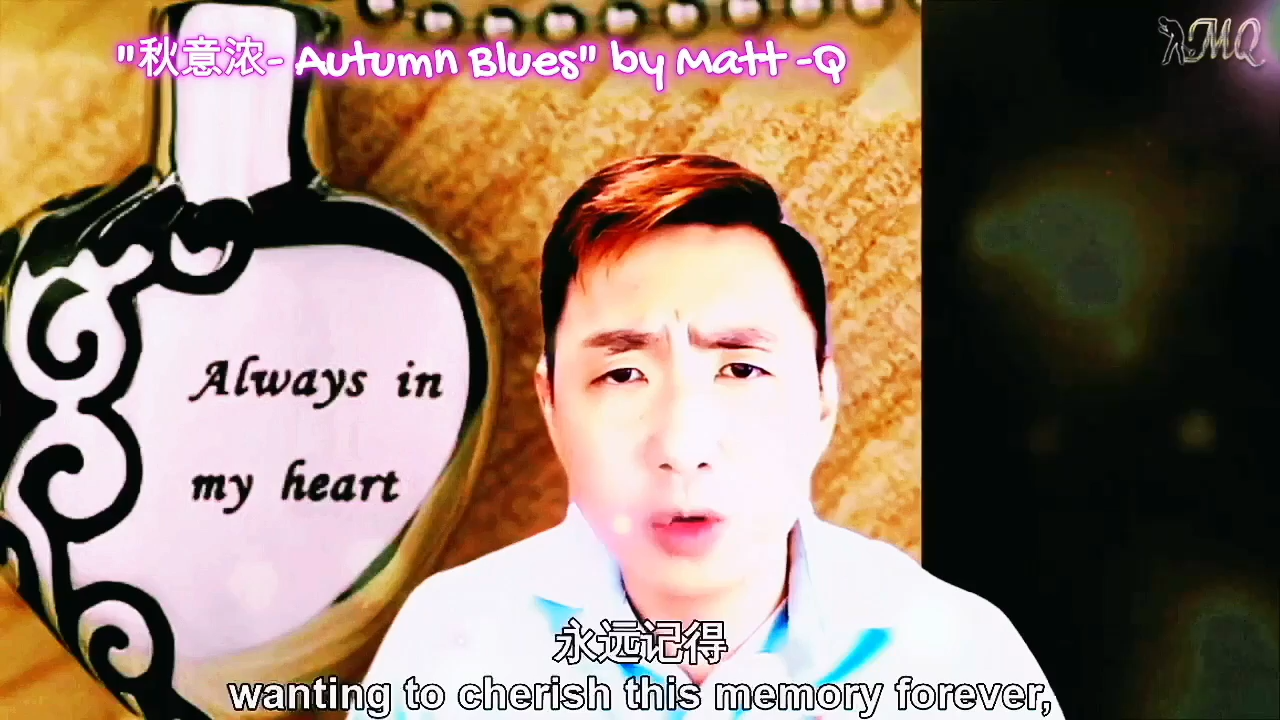 "秋意浓- Autumn Blues" by Matt -Q
MQ
Always in
my heart
永远记得
wanting to cherish this memory forever,